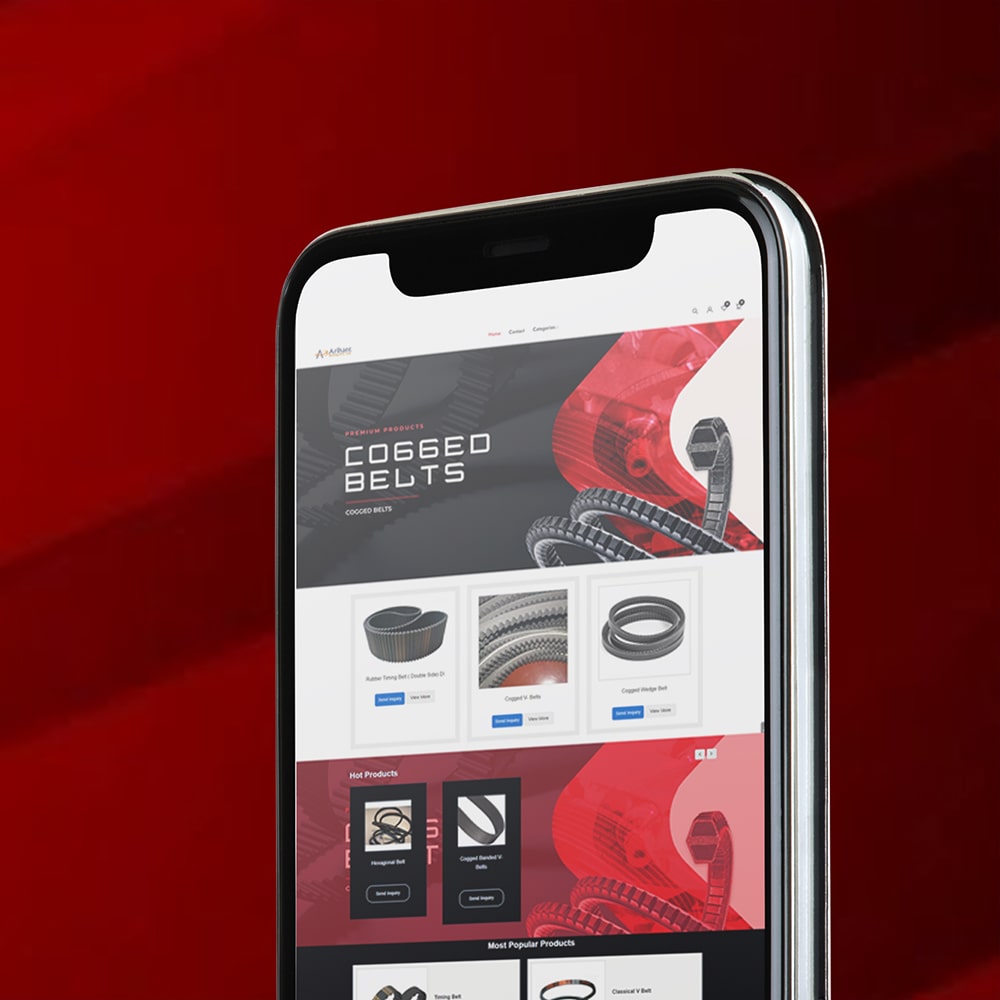 Home Contact Categories
PREMIUM PRODUCTS
COGGED
BELTS
COGGED BELTS
Rubber Timing Belt ( Double Side) D
Send Inquiry View More
Cogged V- Belts
Send Inquiry View More
Cogged Wedge Belt
Send Inquiry View More
Hot Products
Hexagonal Belt
Send Inquiry
Cogged Banded V-
Belts
Send Inquiry
Most Popular Products
Timing Belt
Classical V Belt